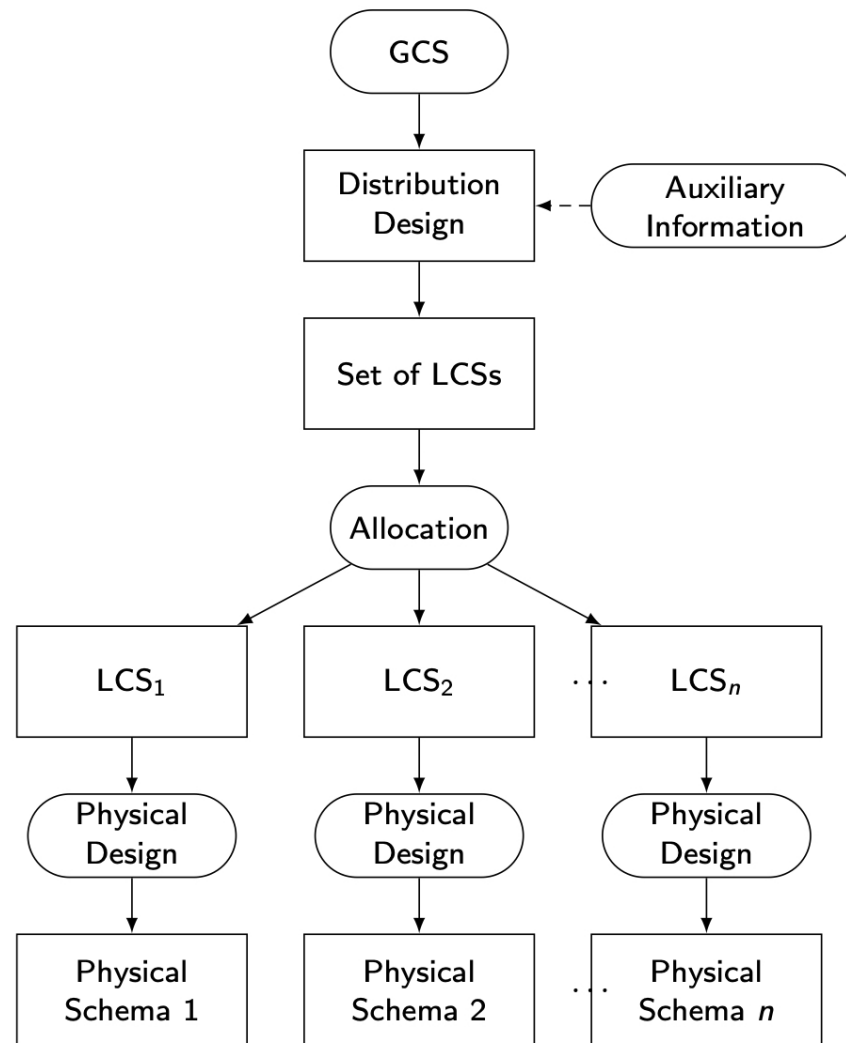 GCS
Distribution
Design
Auxiliary
Information
Set of LCSs
Allocation
LCS₁
LCS₂
···
LCSₙ
Physical
Design
Physical
Design
Physical
Design
Physical
Schema 1
Physical
Schema 2
···
Physical
Schema n